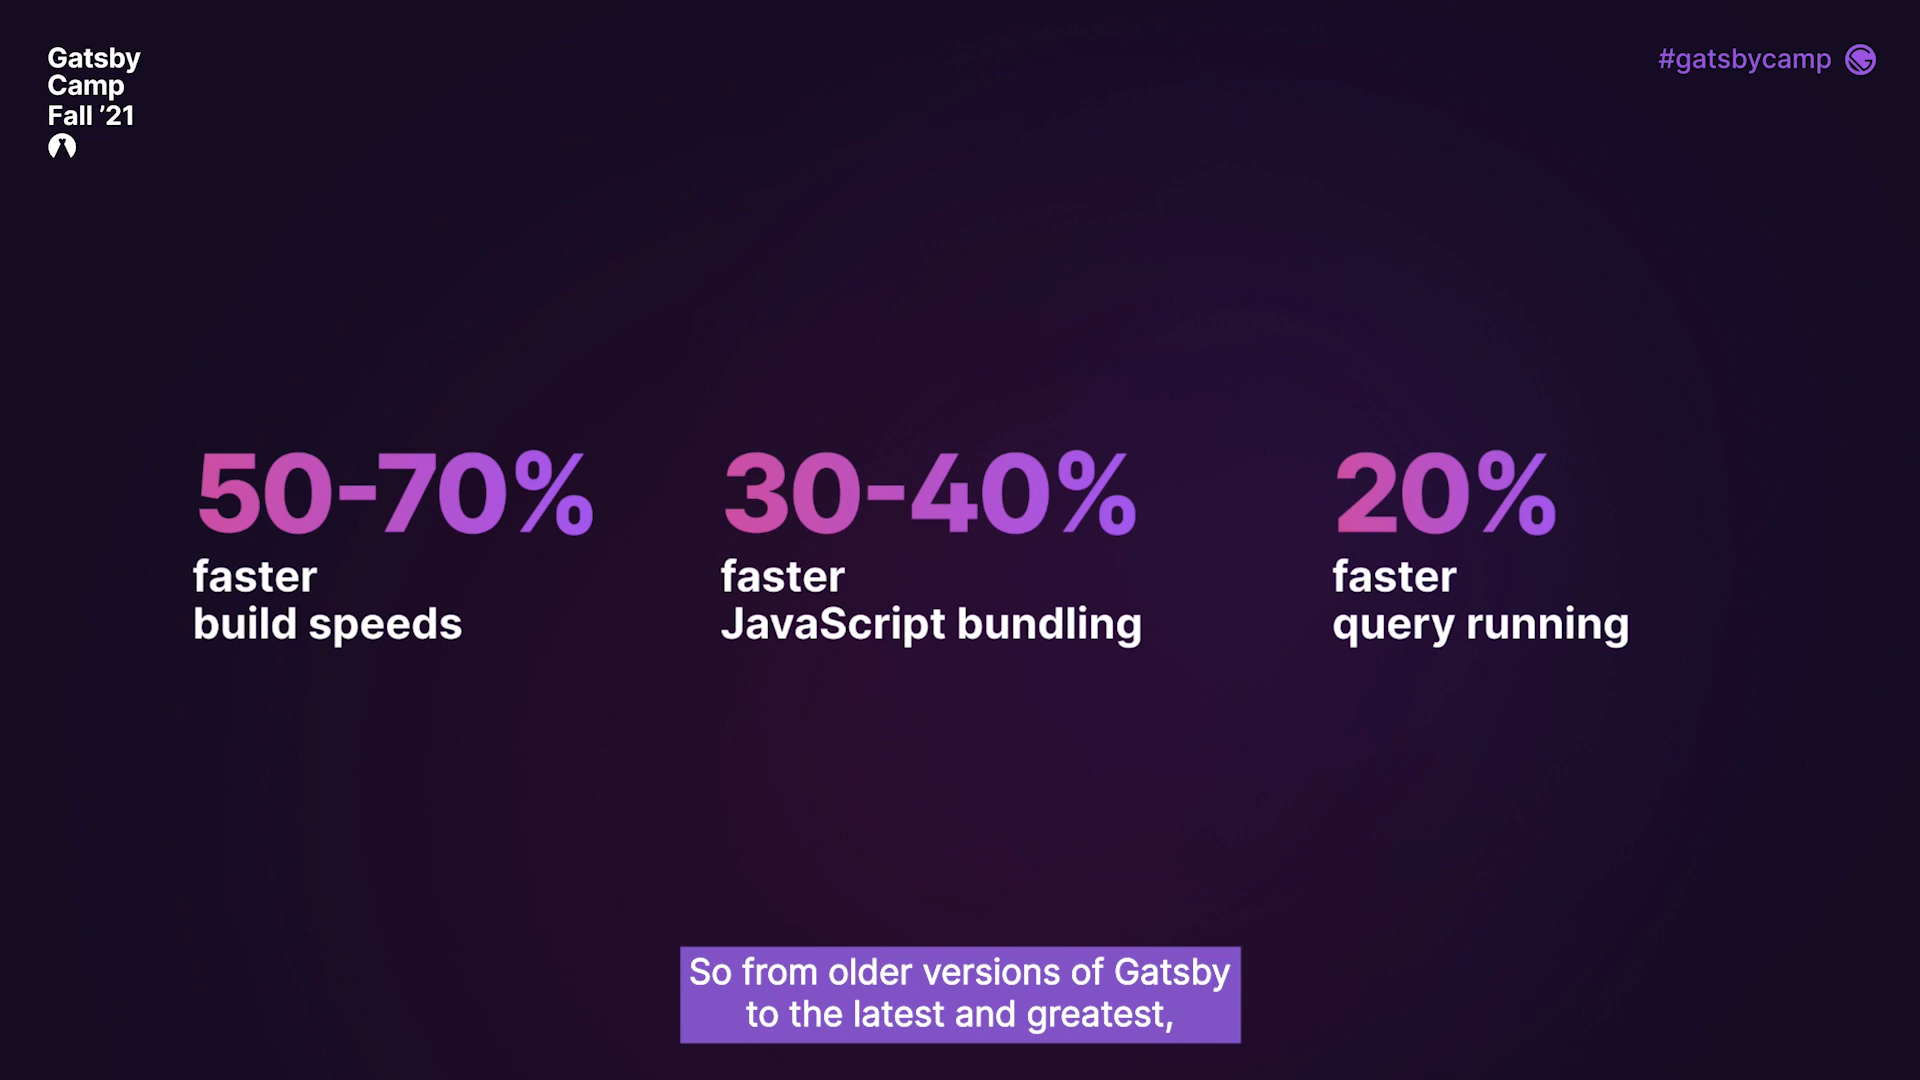 Gatsby
Camp
Fall ’21
#gatsbycamp
50-70%
faster
build speeds
30-40%
faster
JavaScript bundling
20%
faster
query running
So from older versions of Gatsby
to the latest and greatest,